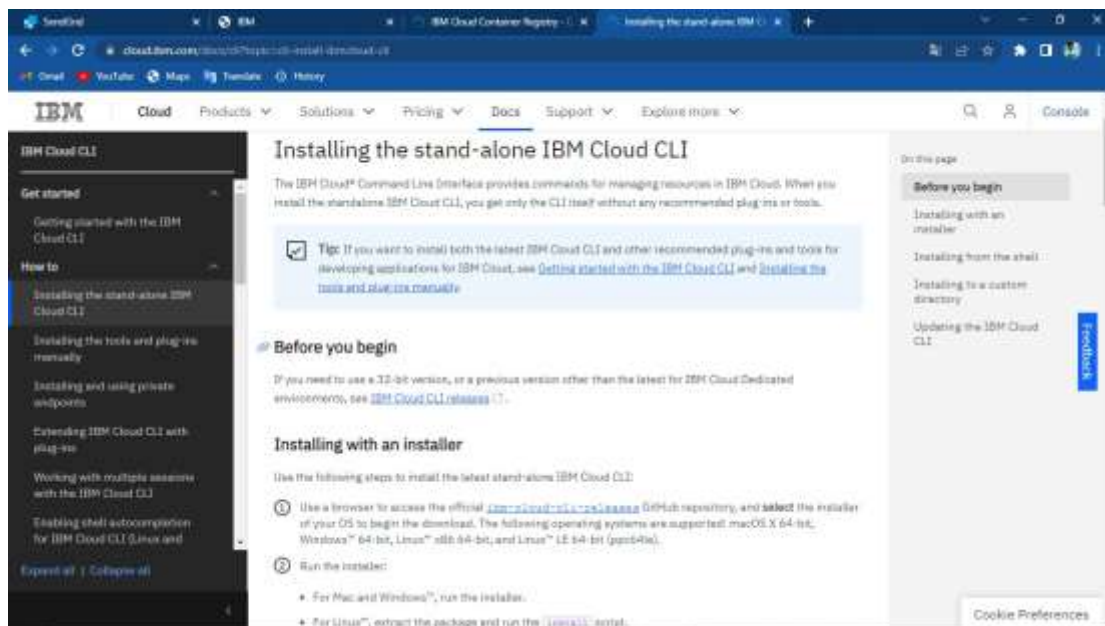 SendGrid
IBM
IBM Cloud Container Registry - I
Installing the stand-alone IBM Cl
cloud.ibm.com/docs/cli?topic=cli-install-ibmcloud-cli
Gmail YouTube Maps Translate History
IBM Cloud Products Solutions Pricing Docs Support Explore more Console
IBM Cloud CLI
Get started
Getting started with the IBM
Cloud CLI
How to
Installing the stand-alone IBM
Cloud CLI
Installing the tools and plug-ins
manually
Installing and using private
endpoints
Extending IBM Cloud CLI with
plug-ins
Working with multiple sessions
with the IBM Cloud CLI
Enabling shell autocompletion
for IBM Cloud CLI (Linux and
Expand all | Collapse all
Installing the stand-alone IBM Cloud CLI
The IBM Cloud® Command Line Interface provides commands for managing resources in IBM Cloud. When you
install the standalone IBM Cloud CLI, you get only the CLI itself without any recommended plug-ins or tools.
Tip: If you want to install both the latest IBM Cloud CLI and other recommended plug-ins and tools for
developing applications for IBM Cloud, see Getting started with the IBM Cloud CLI and Installing the
tools and plug-ins manually.
Before you begin
If you need to use a 32-bit version, or a previous version other than the latest for IBM Cloud Dedicated
environments, see IBM Cloud CLI releases.
Installing with an installer
Use the following steps to install the latest stand-alone IBM Cloud CLI:
1 Use a browser to access the official ibm-cloud-cli-releases GitHub repository, and select the installer
of your OS to begin the download. The following operating systems are supported: macOS X 64-bit,
Windows™ 64-bit, Linux™ x86 64-bit, and Linux™ LE 64-bit (ppc64le).
2 Run the installer:
• For Mac and Windows™, run the installer.
• For Linux™, extract the package and run the install script.
On this page
Before you begin
Installing with an
installer
Installing from the shell
Installing to a custom
directory
Updating the IBM Cloud
CLI
Feedback
Cookie Preferences